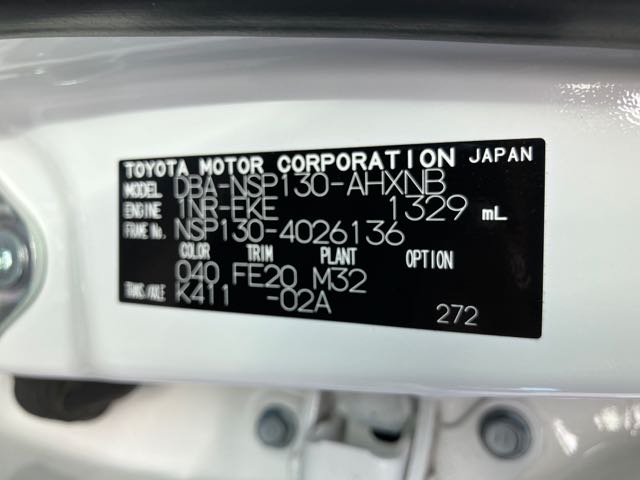 TOYOTA MOTOR CORPORATION JAPAN
MODEL DBA-NSP130-AHXNB
ENGINE 1NR-FKE 1329 mL
FRAME No. NSP130-4026136
COLOR TRIM PLANT OPTION
040 FE20 M32
TRANS/AXLE K411 -02A
272